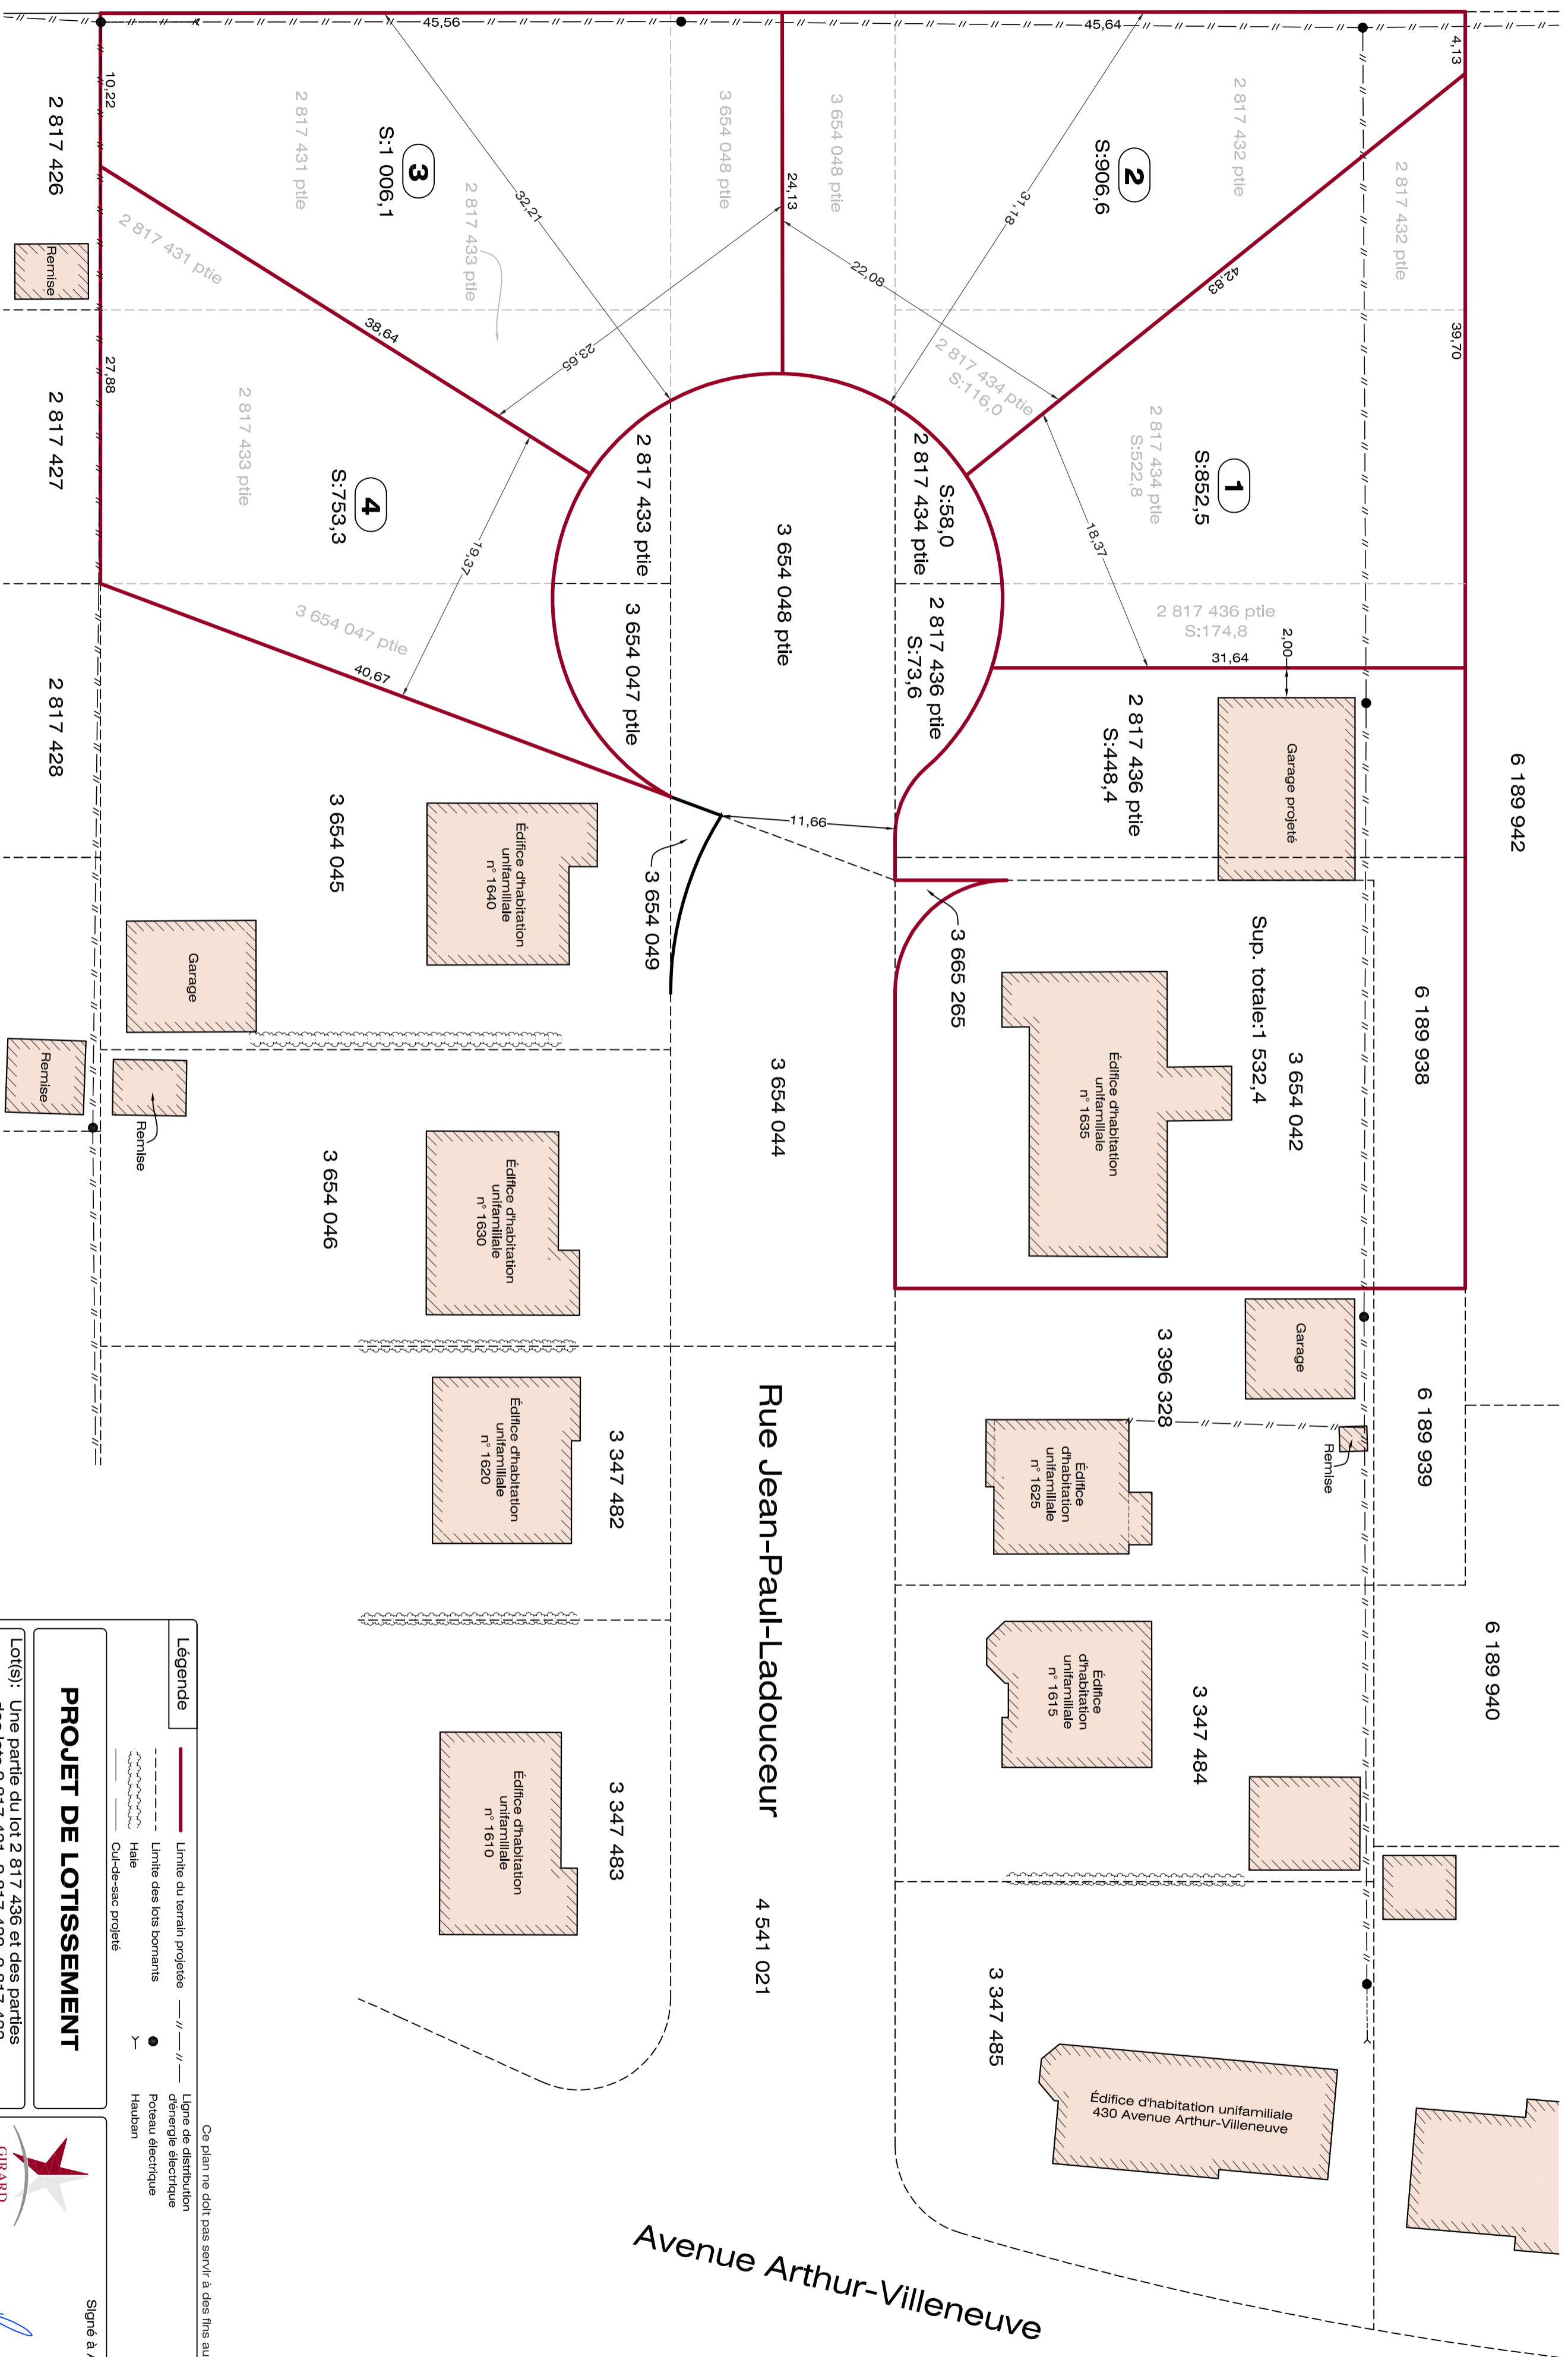 45,56
45,64
4,13
10,22
2 817 426
2 817 431 ptie
3
S:1 006,1
2 817 433 ptie
32,21
3 654 048 ptie
24,13
3 654 048 ptie
31,18
2
S:906,6
2 817 432 ptie
2 817 432 ptie
42,83
39,70
Remise
2 817 431 ptie
38,64
23,65
22,08
2 817 434 ptie
S:116,0
27,88
2 817 427
2 817 433 ptie
4
S:753,3
19,37
2 817 433 ptie
3 654 047 ptie
3 654 048 ptie
S:58,0
2 817 434 ptie
2 817 436 ptie
S:73,6
18,37
2 817 434 ptie
S:522,8
1
S:852,5
2 817 436 ptie
S:174,8
31,64
2,00
3 654 047 ptie
40,67
2 817 428
11,66
2 817 436 ptie
S:448,4
Garage projeté
6 189 942
3 654 045
Édifice d'habitation
unifamiliale
n° 1640
3 654 049
3 665 265
Sup. totale:1 532,4
3 654 042
6 189 938
Édifice d'habitation
unifamiliale
n° 1635
Garage
Remise
Remise
3 654 046
Édifice d'habitation
unifamiliale
n° 1630
3 654 044
Garage
3 396 328
6 189 939
Remise
Édifice
d'habitation
unifamiliale
n° 1625
Édifice d'habitation
unifamiliale
n° 1620
3 347 482
Rue Jean-Paul-Ladouceur
4 541 021
Édifice
d'habitation
unifamiliale
n° 1615
3 347 484
6 189 940
Édifice d'habitation
unifamiliale
n° 1610
3 347 483
3 347 485
Édifice d'habitation unifamiliale
430 Avenue Arthur-Villeneuve
Avenue Arthur-Villeneuve
Ce plan ne doit pas servir à des fins au
Légende
Limite du terrain projetée
Limite des lots bornants
Haie
Cul-de-sac projeté
Ligne de distribution
d'énergie électrique
Poteau électrique
Hauban
PROJET DE LOTISSEMENT
Lot(s): Une partie du lot 2 817 436 et des parties
GIRARD
Signé à